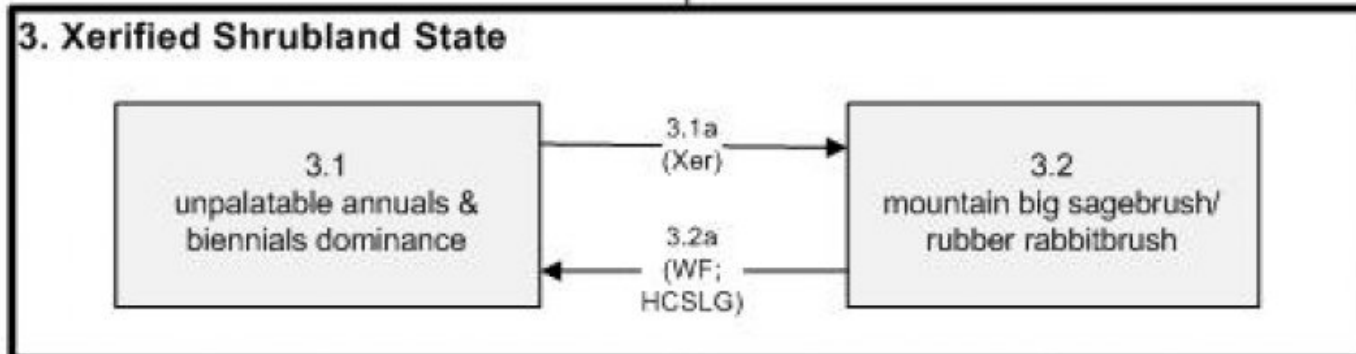 3. Xerified Shrubland State
3.1
unpalatable annuals &
biennials dominance
3.1a
(Xer)
3.2a
(WF;
HCSLG)
3.2
mountain big sagebrush/
rubber rabbitbrush